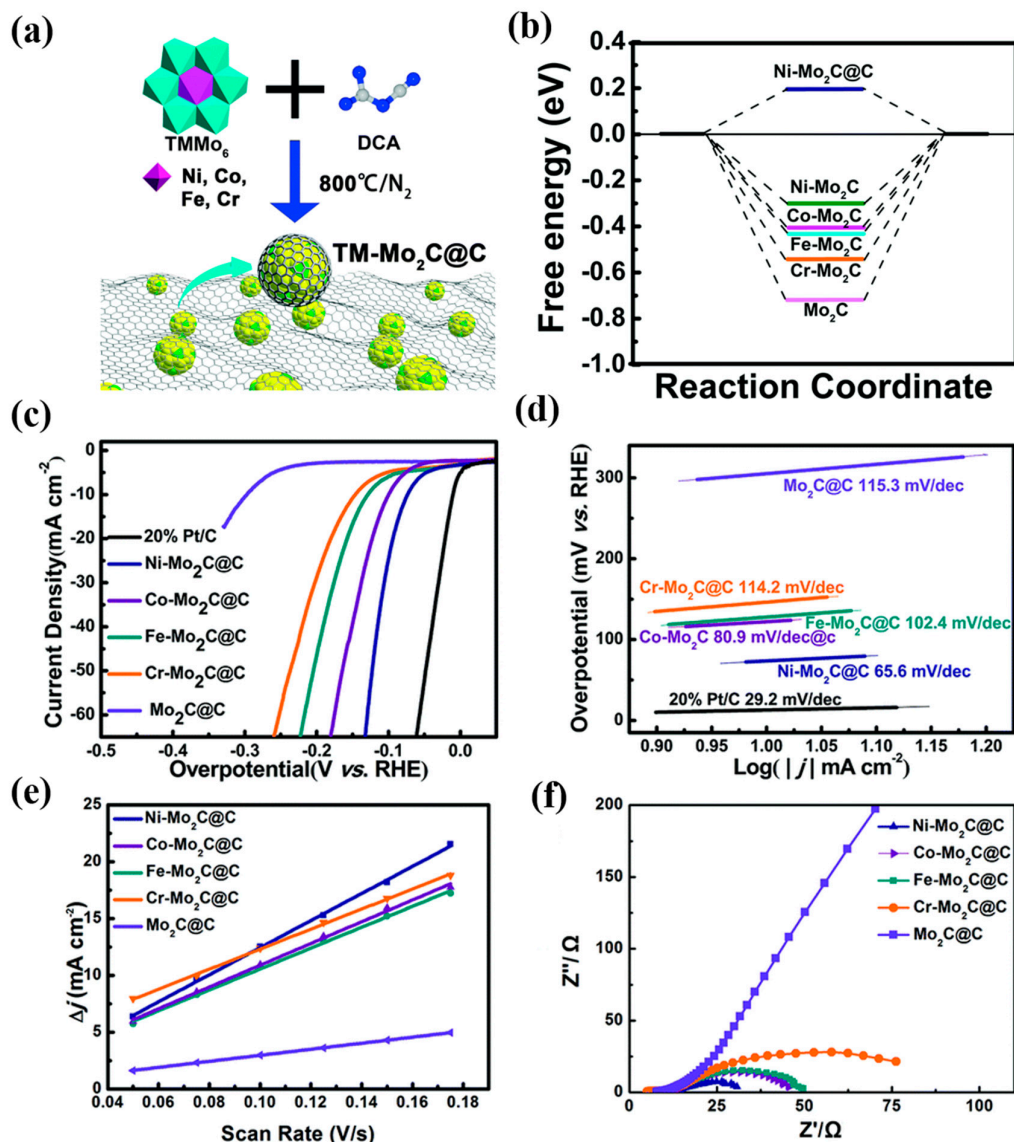 (a)
TMMo₆
DCA
Ni, Co,
Fe, Cr
800℃/N₂
TM-Mo₂C@C
(b)
Free energy (eV)
0.4
0.2
0.0
-0.2
-0.4
-0.6
-0.8
-1.0
Ni-Mo₂C@C
Ni-Mo₂C
Co-Mo₂C
Fe-Mo₂C
Cr-Mo₂C
Mo₂C
Reaction Coordinate
(c)
Current Density(mA cm⁻²)
0
-10
-20
-30
-40
-50
-60
20% Pt/C
Ni-Mo₂C@C
Co-Mo₂C@C
Fe-Mo₂C@C
Cr-Mo₂C@C
Mo₂C@C
-0.5 -0.4 -0.3 -0.2 -0.1 0.0
Overpotential(V vs. RHE)
(d)
Overpotential (mV vs. RHE)
300
200
100
0
Mo₂C@C 115.3 mV/dec
Cr-Mo₂C@C 114.2 mV/dec
Fe-Mo₂C@C 102.4 mV/dec
Co-Mo₂C 80.9 mV/dec@c
Ni-Mo₂C@C 65.6 mV/dec
20% Pt/C 29.2 mV/dec
0.90 0.95 1.00 1.05 1.10 1.15 1.20
Log( | j | mA cm⁻²)
(e)
Δj (mA cm⁻²)
25
20
15
10
5
0
Ni-Mo₂C@C
Co-Mo₂C@C
Fe-Mo₂C@C
Cr-Mo₂C@C
Mo₂C@C
0.04 0.06 0.08 0.10 0.12 0.14 0.16 0.18
Scan Rate (V/s)
(f)
Z''/Ω
200
150
100
50
0
Ni-Mo₂C@C
Co-Mo₂C@C
Fe-Mo₂C@C
Cr-Mo₂C@C
Mo₂C@C
0 25 50 75 100
Z'/Ω